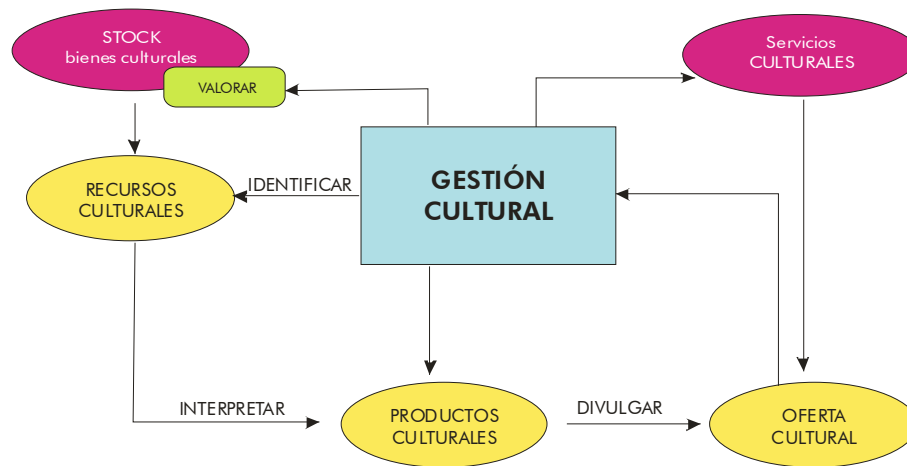 STOCK
bienes culturales
VALORAR
Servicios
CULTURALES
GESTIÓN
CULTURAL
IDENTIFICAR
RECURSOS
CULTURALES
INTERPRETAR
PRODUCTOS
CULTURALES
DIVULGAR
OFERTA
CULTURAL